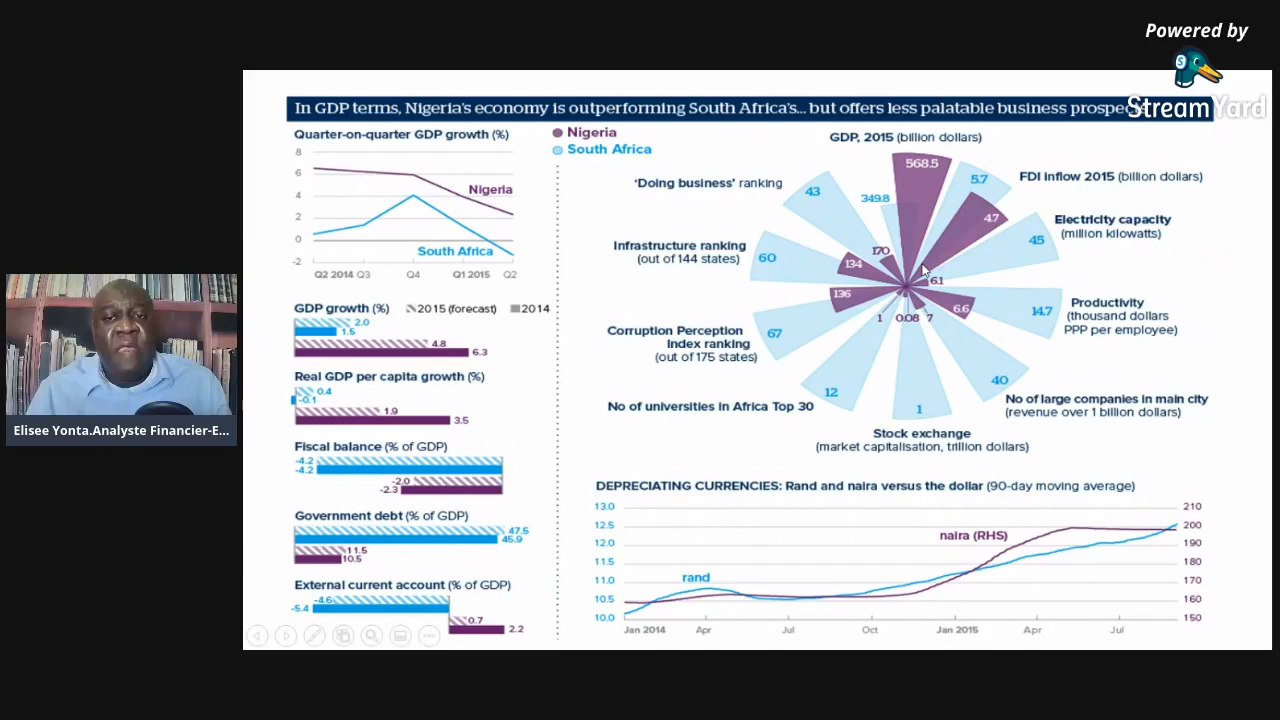 Powered by
StreamYard
In GDP terms, Nigeria's economy is outperforming South Africa's... but offers less palatable business
Quarter-on-quarter GDP growth (%)
8
6
4
2
0
-2
Nigeria
South Africa
Q2 2014 Q3 Q4 Q1 2015 Q2
Nigeria
South Africa
GDP growth (%)
2015 (forecast) 2014
2.0
1.5
4.8
6.3
Real GDP per capita growth (%)
0.4
-0.1
1.9
3.5
Fiscal balance (% of GDP)
-4.2
-4.2
-2.0
-2.3
Government debt (% of GDP)
47.5
45.9
11.5
10.5
External current account (% of GDP)
-4.6
-5.4
0.7
2.2
GDP, 2015 (billion dollars)
568.5
349.8
FDI inflow 2015 (billion dollars)
5.7
4.7
Electricity capacity
(million kilowatts)
45
6.1
Productivity
(thousand dollars
PPP per employee)
14.7
6.6
No of large companies in main city
(revenue over 1 billion dollars)
40
7
Stock exchange
(market capitalisation, trillion dollars)
1
0.08
No of universities in Africa Top 30
12
1
Corruption Perception
Index ranking
(out of 175 states)
67
136
Infrastructure ranking
(out of 144 states)
60
134
'Doing business' ranking
43
170
DEPRECIATING CURRENCIES: Rand and naira versus the dollar (90-day moving average)
13.0
12.5
12.0
11.5
11.0
10.5
10.0
rand
naira (RHS)
210
200
190
180
170
160
150
Jan 2014 Apr Jul Oct Jan 2015 Apr Jul
Elisee Yonta.Analyste Financier-E...